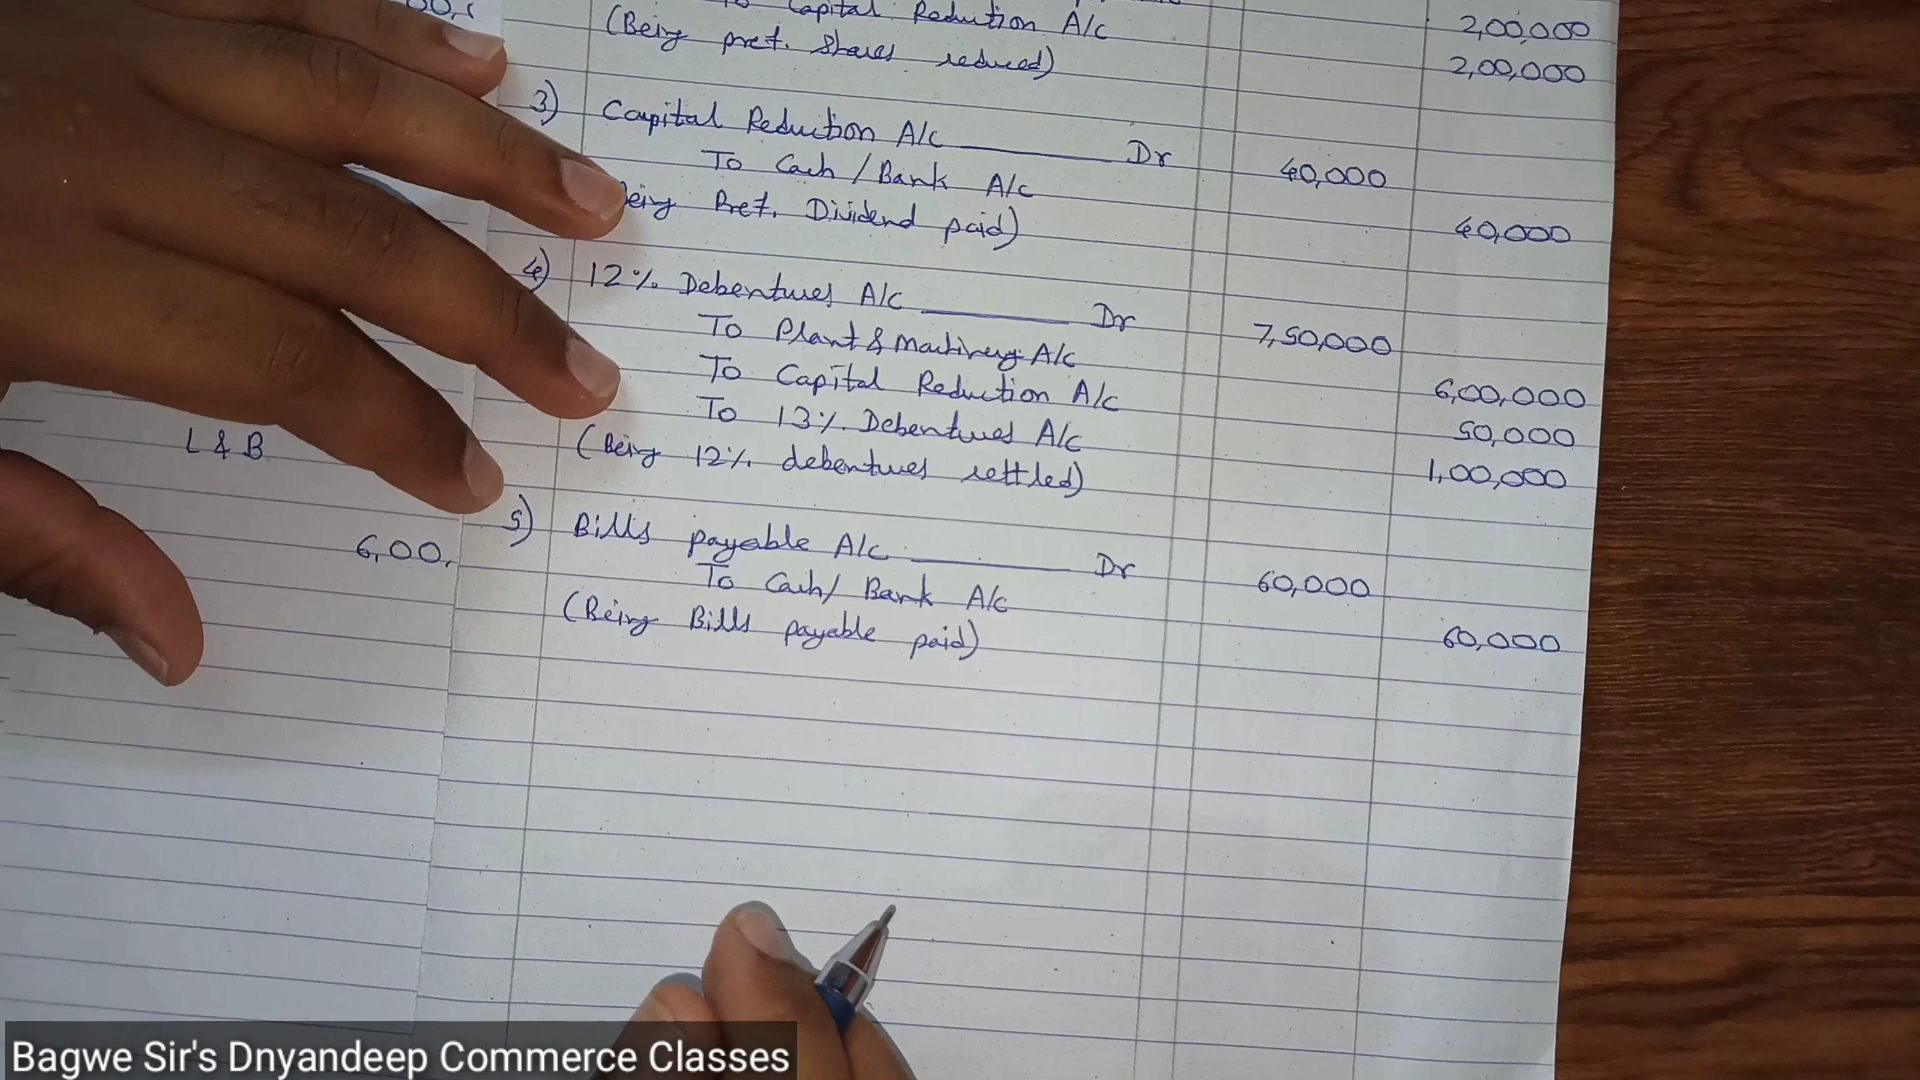 To Capital Reduction A/c 2,00,000
(Being pref. shares reduced) 2,00,000
3) Capital Reduction A/c Dr 40,000
To Cash / Bank A/c
Being Pref. Dividend paid) 40,000
4) 12% Debentures A/c Dr 7,50,000
To Plant & Machinery A/c 6,00,000
To Capital Reduction A/c 50,000
To 13% Debentures A/c 1,00,000
(Being 12% debentures settled)
L & B
6,00,
5) Bills payable A/c Dr 60,000
To Cash/ Bank A/c 60,000
(Being Bills payable paid)
Bagwe Sir's Dnyandeep Commerce Classes